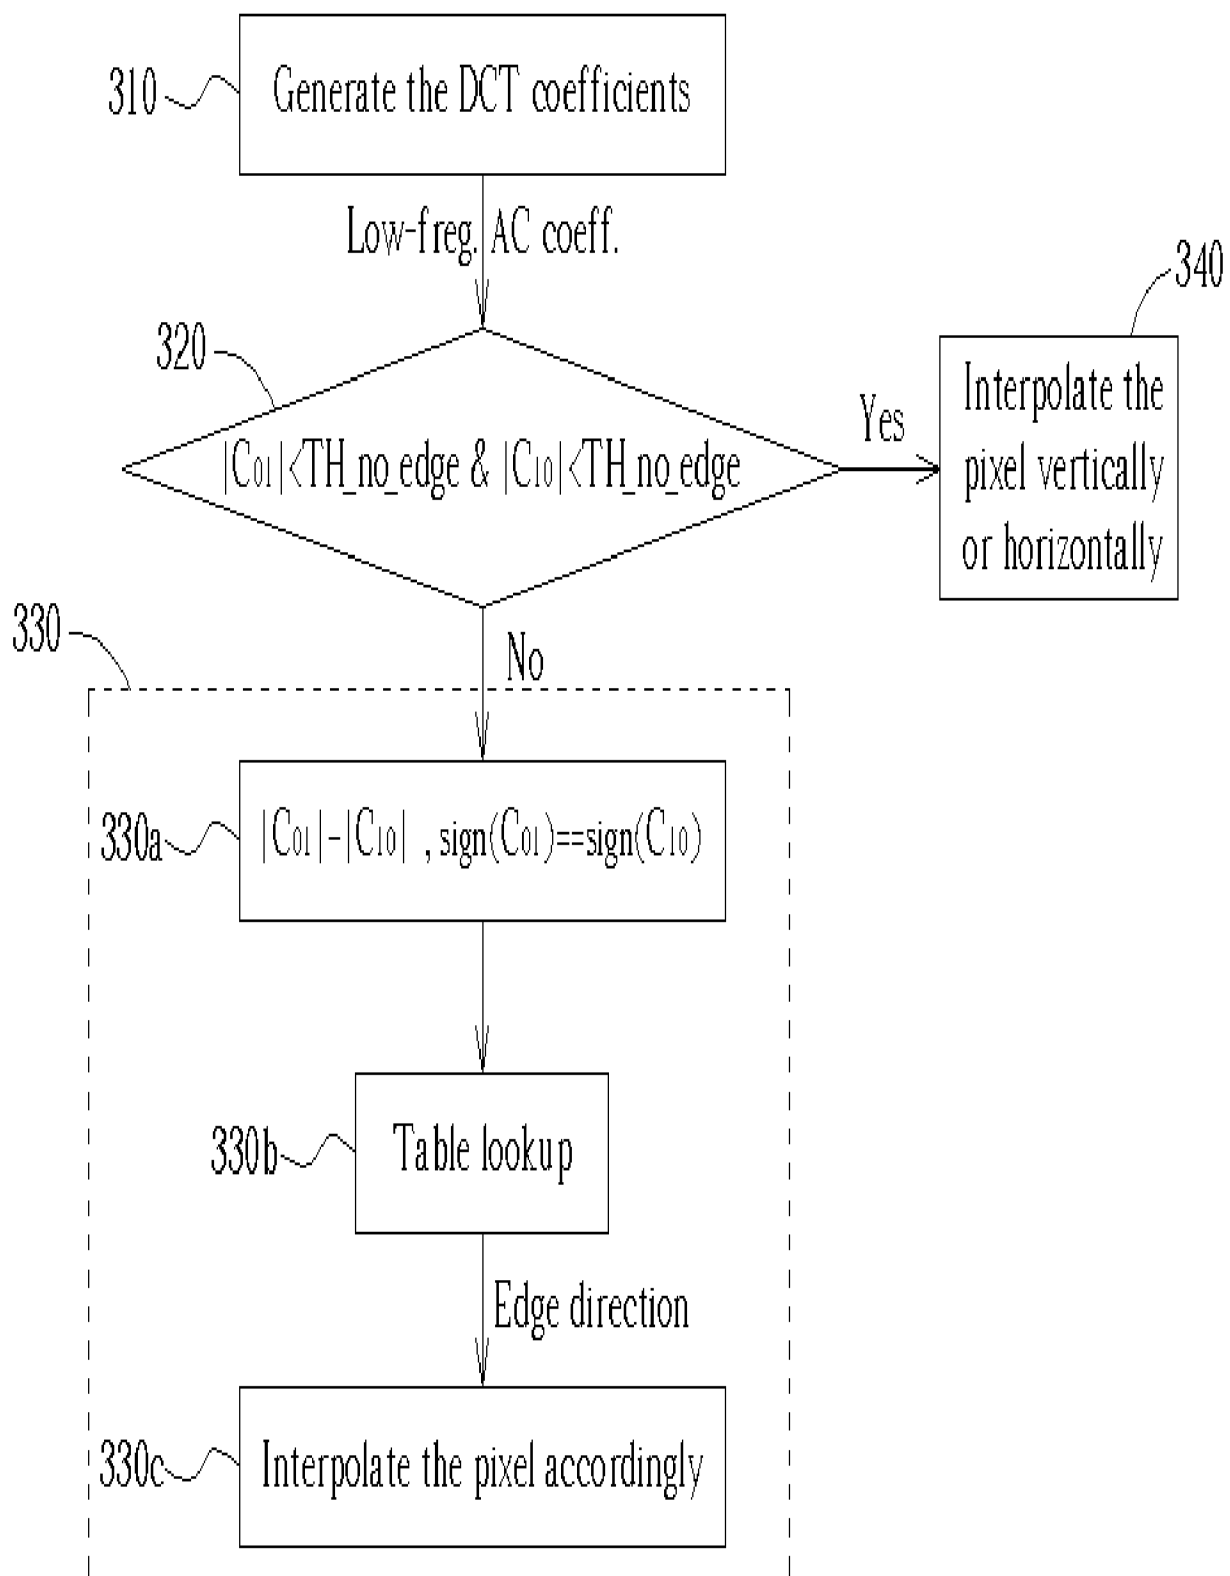 310
Generate the DCT coefficients
Low-freg. AC coeff.
320
|C01|<TH_no_edge & |C10|<TH_no_edge
Yes
340
Interpolate the
pixel vertically
or horizontally
330
No
330a
|C01|-|C10| ,sign(C01)==sign(C10)
330b
Table lookup
Edge direction
330c
Interpolate the pixel accordingly